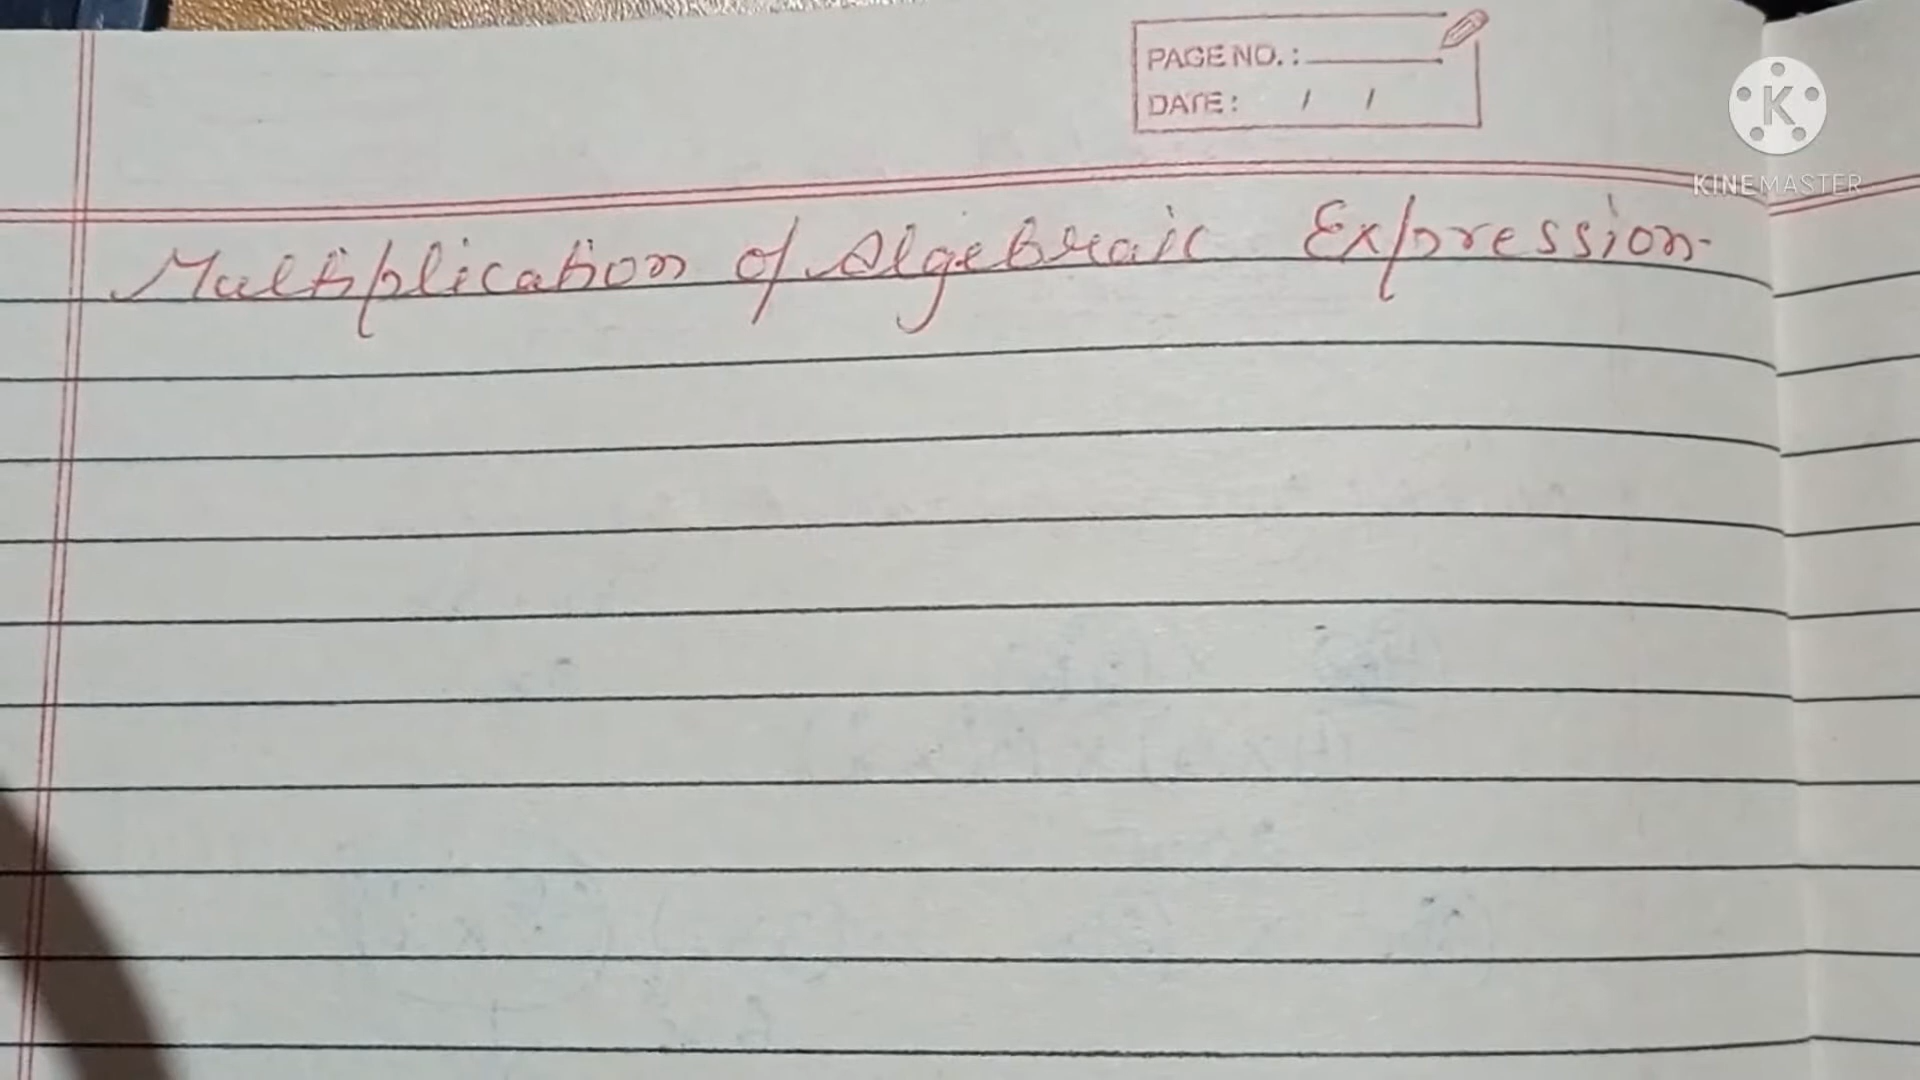 PAGE NO.:
DATE: / /
K
KINEMASTER
Multiplication of Algebraic Expression.